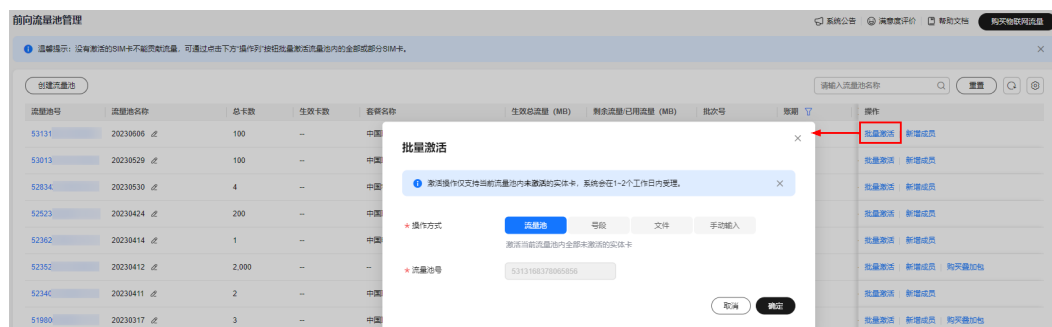 前向流量池管理 系统公告 满意度评价 帮助文档 购买物联网流量
温馨提示：没有激活的SIM卡不能贡献流量，可通过点击下方“操作列”按钮批量激活流量池内的全部或部分SIM卡。
创建流量池 请输入流量池名称 重置
流量池号 流量池名称 总卡数 生效卡数 套餐名称 生效总流量 (MB) 剩余流量/已用流量 (MB) 批次号 账期 操作
53131 20230606 100 -- 中国 批量激活 新增成员
批量激活
53013 20230529 100 -- 中国 批量激活 新增成员
激活操作仅支持当前流量池内未激活的实体卡，系统会在1~2个工作日内受理。
52834 20230530 4 -- 中国 批量激活 新增成员
52523 20230424 200 -- 中国 批量激活 新增成员
* 操作方式 流量池 号段 文件 手动输入
52362 20230414 1 -- 中国 批量激活 新增成员
激活当前流量池内全部未激活的实体卡
52352 20230412 2,000 -- -- 批量激活 新增成员 购买叠加包
* 流量池号 5313168378065856
5234 20230411 2 -- 中国 批量激活 新增成员
取消 确定
51980 20230317 3 -- 中国 批量激活 新增成员 购买叠加包